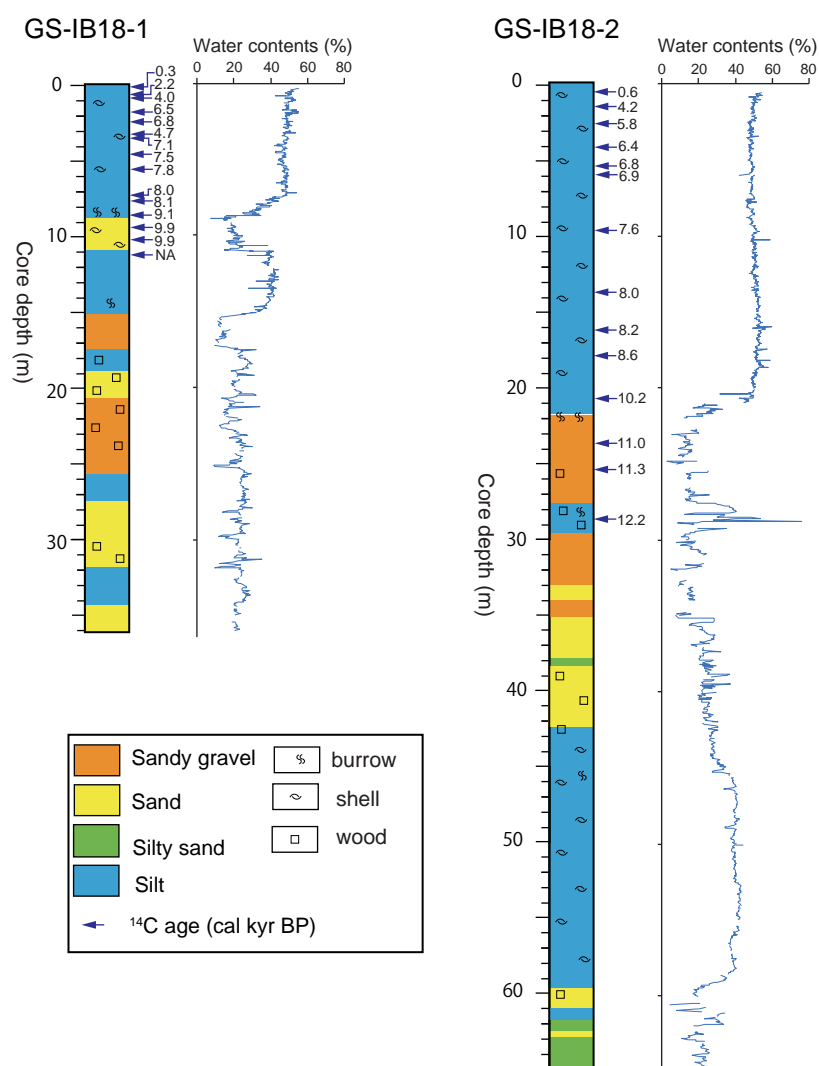 GS-IB18-1
Water contents (%)
0 20 40 60 80
Core depth (m)
0
10
20
30
0.3
2.2
4.0
6.5
6.8
4.7
7.1
7.5
7.8
8.0
8.1
9.1
9.9
9.9
NA
GS-IB18-2
Water contents (%)
0 20 40 60 80
Core depth (m)
0
10
20
30
40
50
60
0.6
4.2
5.8
6.4
6.8
6.9
7.6
8.0
8.2
8.6
10.2
11.0
11.3
12.2
Sandy gravel
Sand
Silty sand
Silt
burrow
shell
wood
¹⁴C age (cal kyr BP)